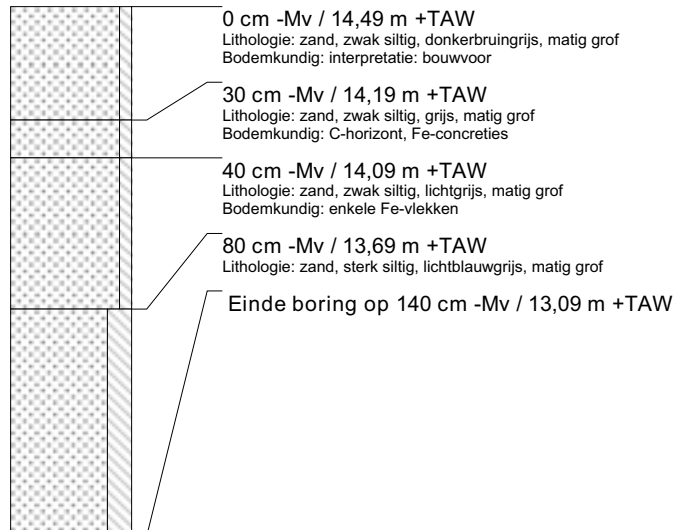 0 cm -Mv / 14,49 m +TAW
Lithologie: zand, zwak siltig, donkerbruingrijs, matig grof
Bodemkundig: interpretatie: bouwvoor
30 cm -Mv / 14,19 m +TAW
Lithologie: zand, zwak siltig, grijs, matig grof
Bodemkundig: C-horizont, Fe-concreties
40 cm -Mv / 14,09 m +TAW
Lithologie: zand, zwak siltig, lichtgrijs, matig grof
Bodemkundig: enkele Fe-vlekken
80 cm -Mv / 13,69 m +TAW
Lithologie: zand, sterk siltig, lichtblauwgrijs, matig grof
Einde boring op 140 cm -Mv / 13,09 m +TAW